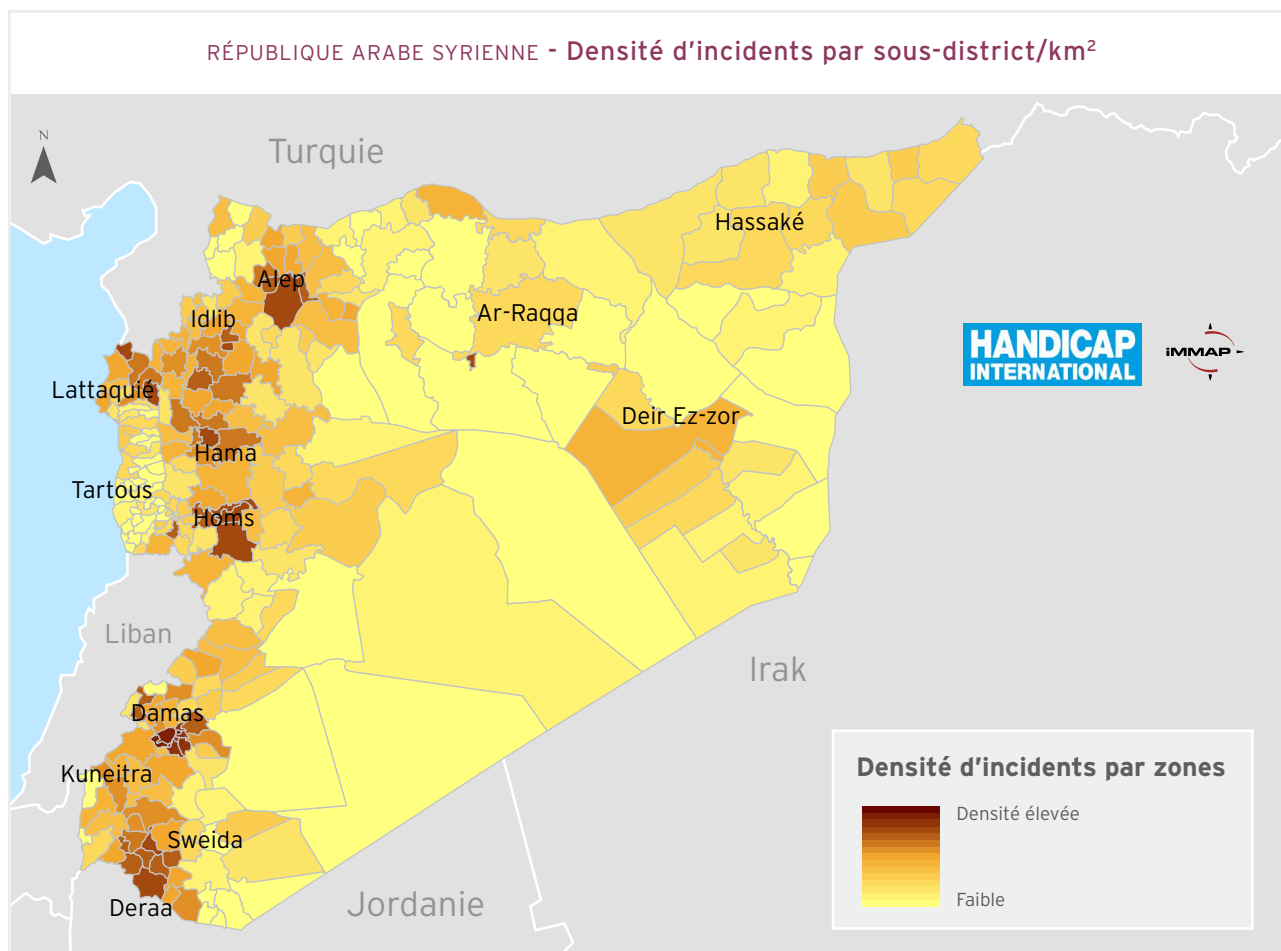 RÉPUBLIQUE ARABE SYRIENNE - Densité d'incidents par sous-district/km²
N
Turquie
Hassaké
Alep
Idlib
Ar-Raqqa
HANDICAP
INTERNATIONAL
iMMAP
Lattaquié
Deir Ez-zor
Hama
Tartous
Homs
Liban
Irak
Damas
Kuneitra
Sweida
Deraa
Jordanie
Densité d'incidents par zones
Densité élevée
Faible